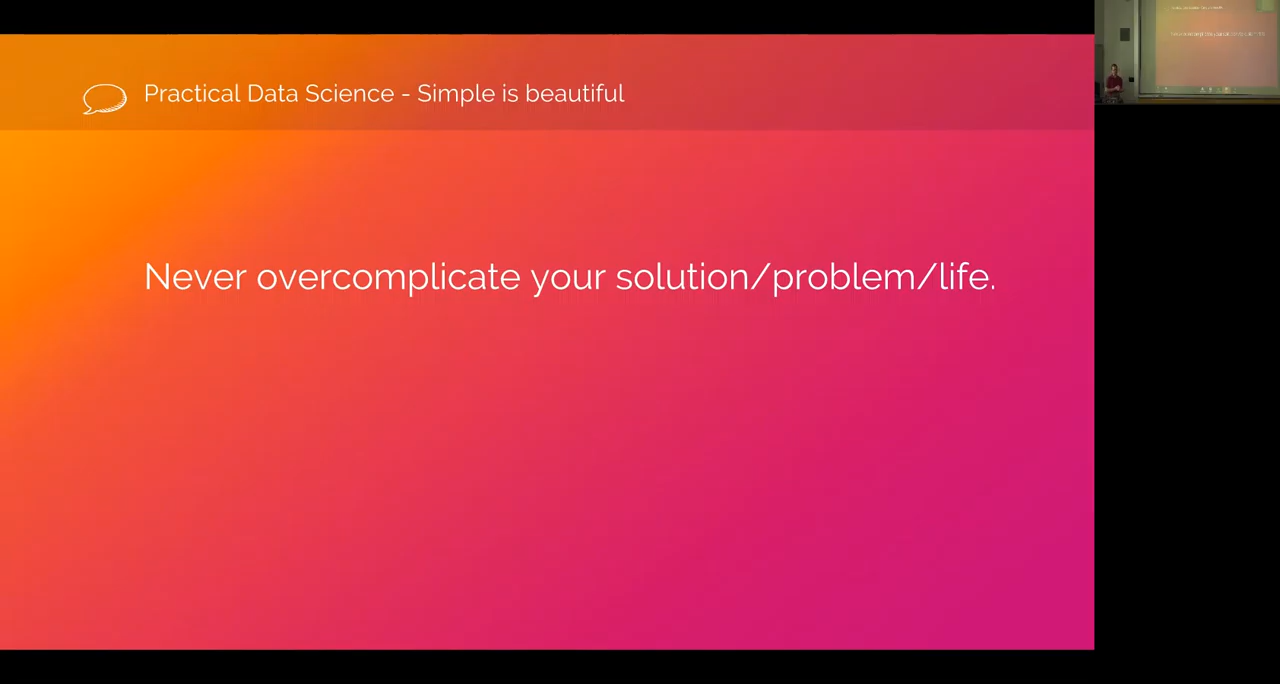 Practical Data Science - Simple is beautiful
Never overcomplicate your solution/problem/life.